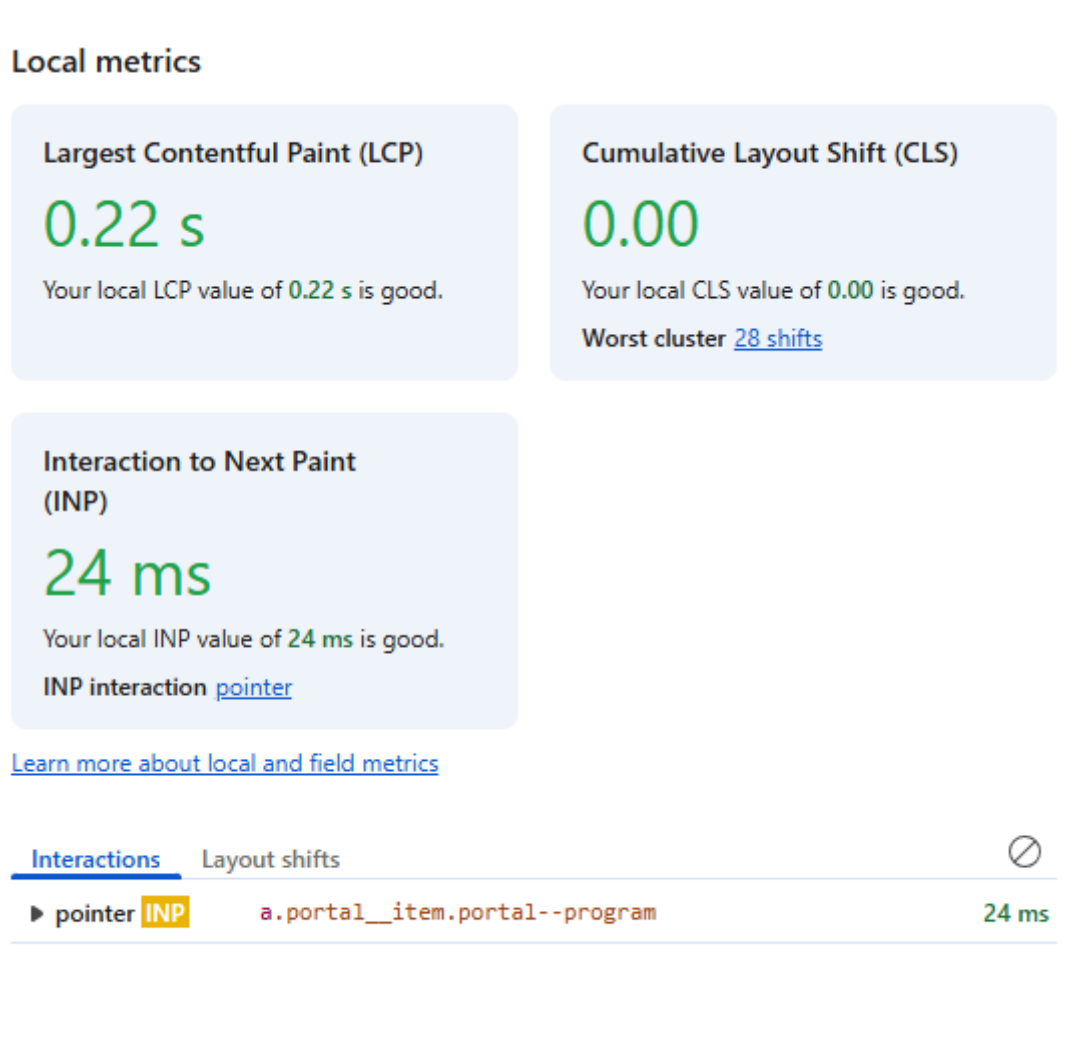 Local metrics
Largest Contentful Paint (LCP)
0.22 s
Your local LCP value of 0.22 s is good.
Cumulative Layout Shift (CLS)
0.00
Your local CLS value of 0.00 is good.
Worst cluster 28 shifts
Interaction to Next Paint
(INP)
24 ms
Your local INP value of 24 ms is good.
INP interaction pointer
Learn more about local and field metrics
Interactions Layout shifts
pointer INP a.portal__item.portal--program 24 ms